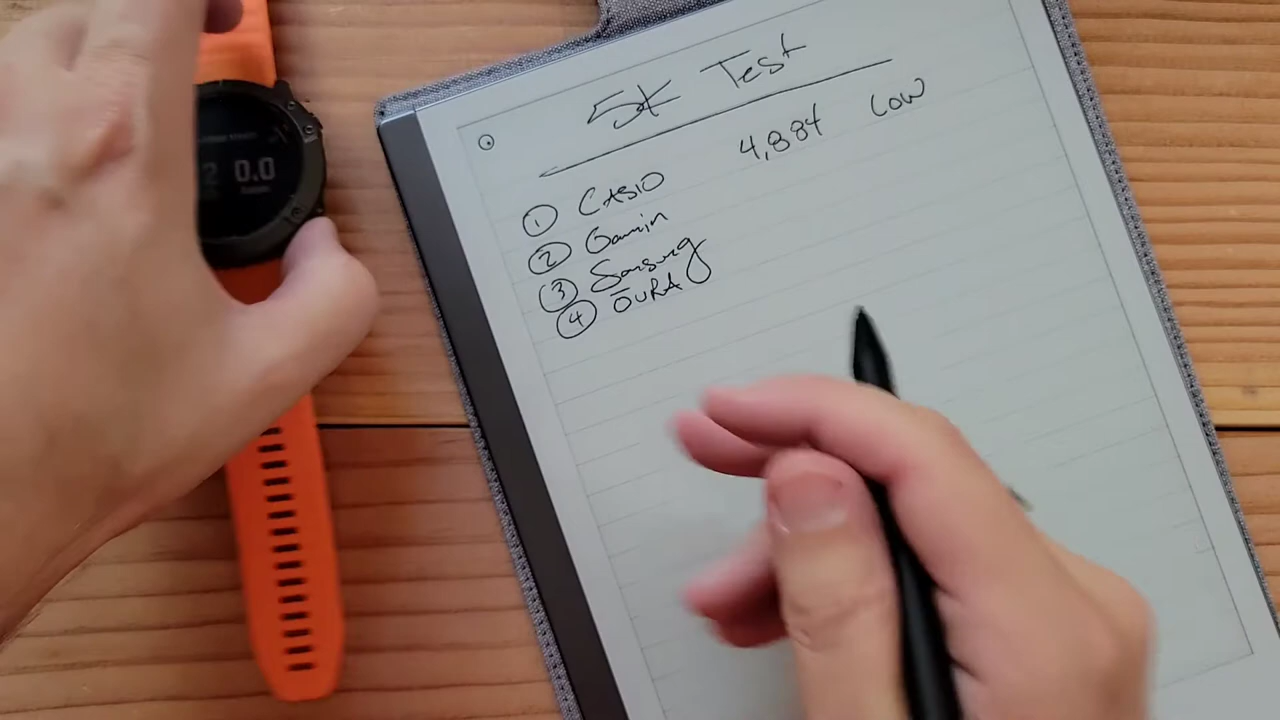 5K Test
① CASIO 4,884 LOW
② Garmin
③ Samsung
④ OURA
0.0